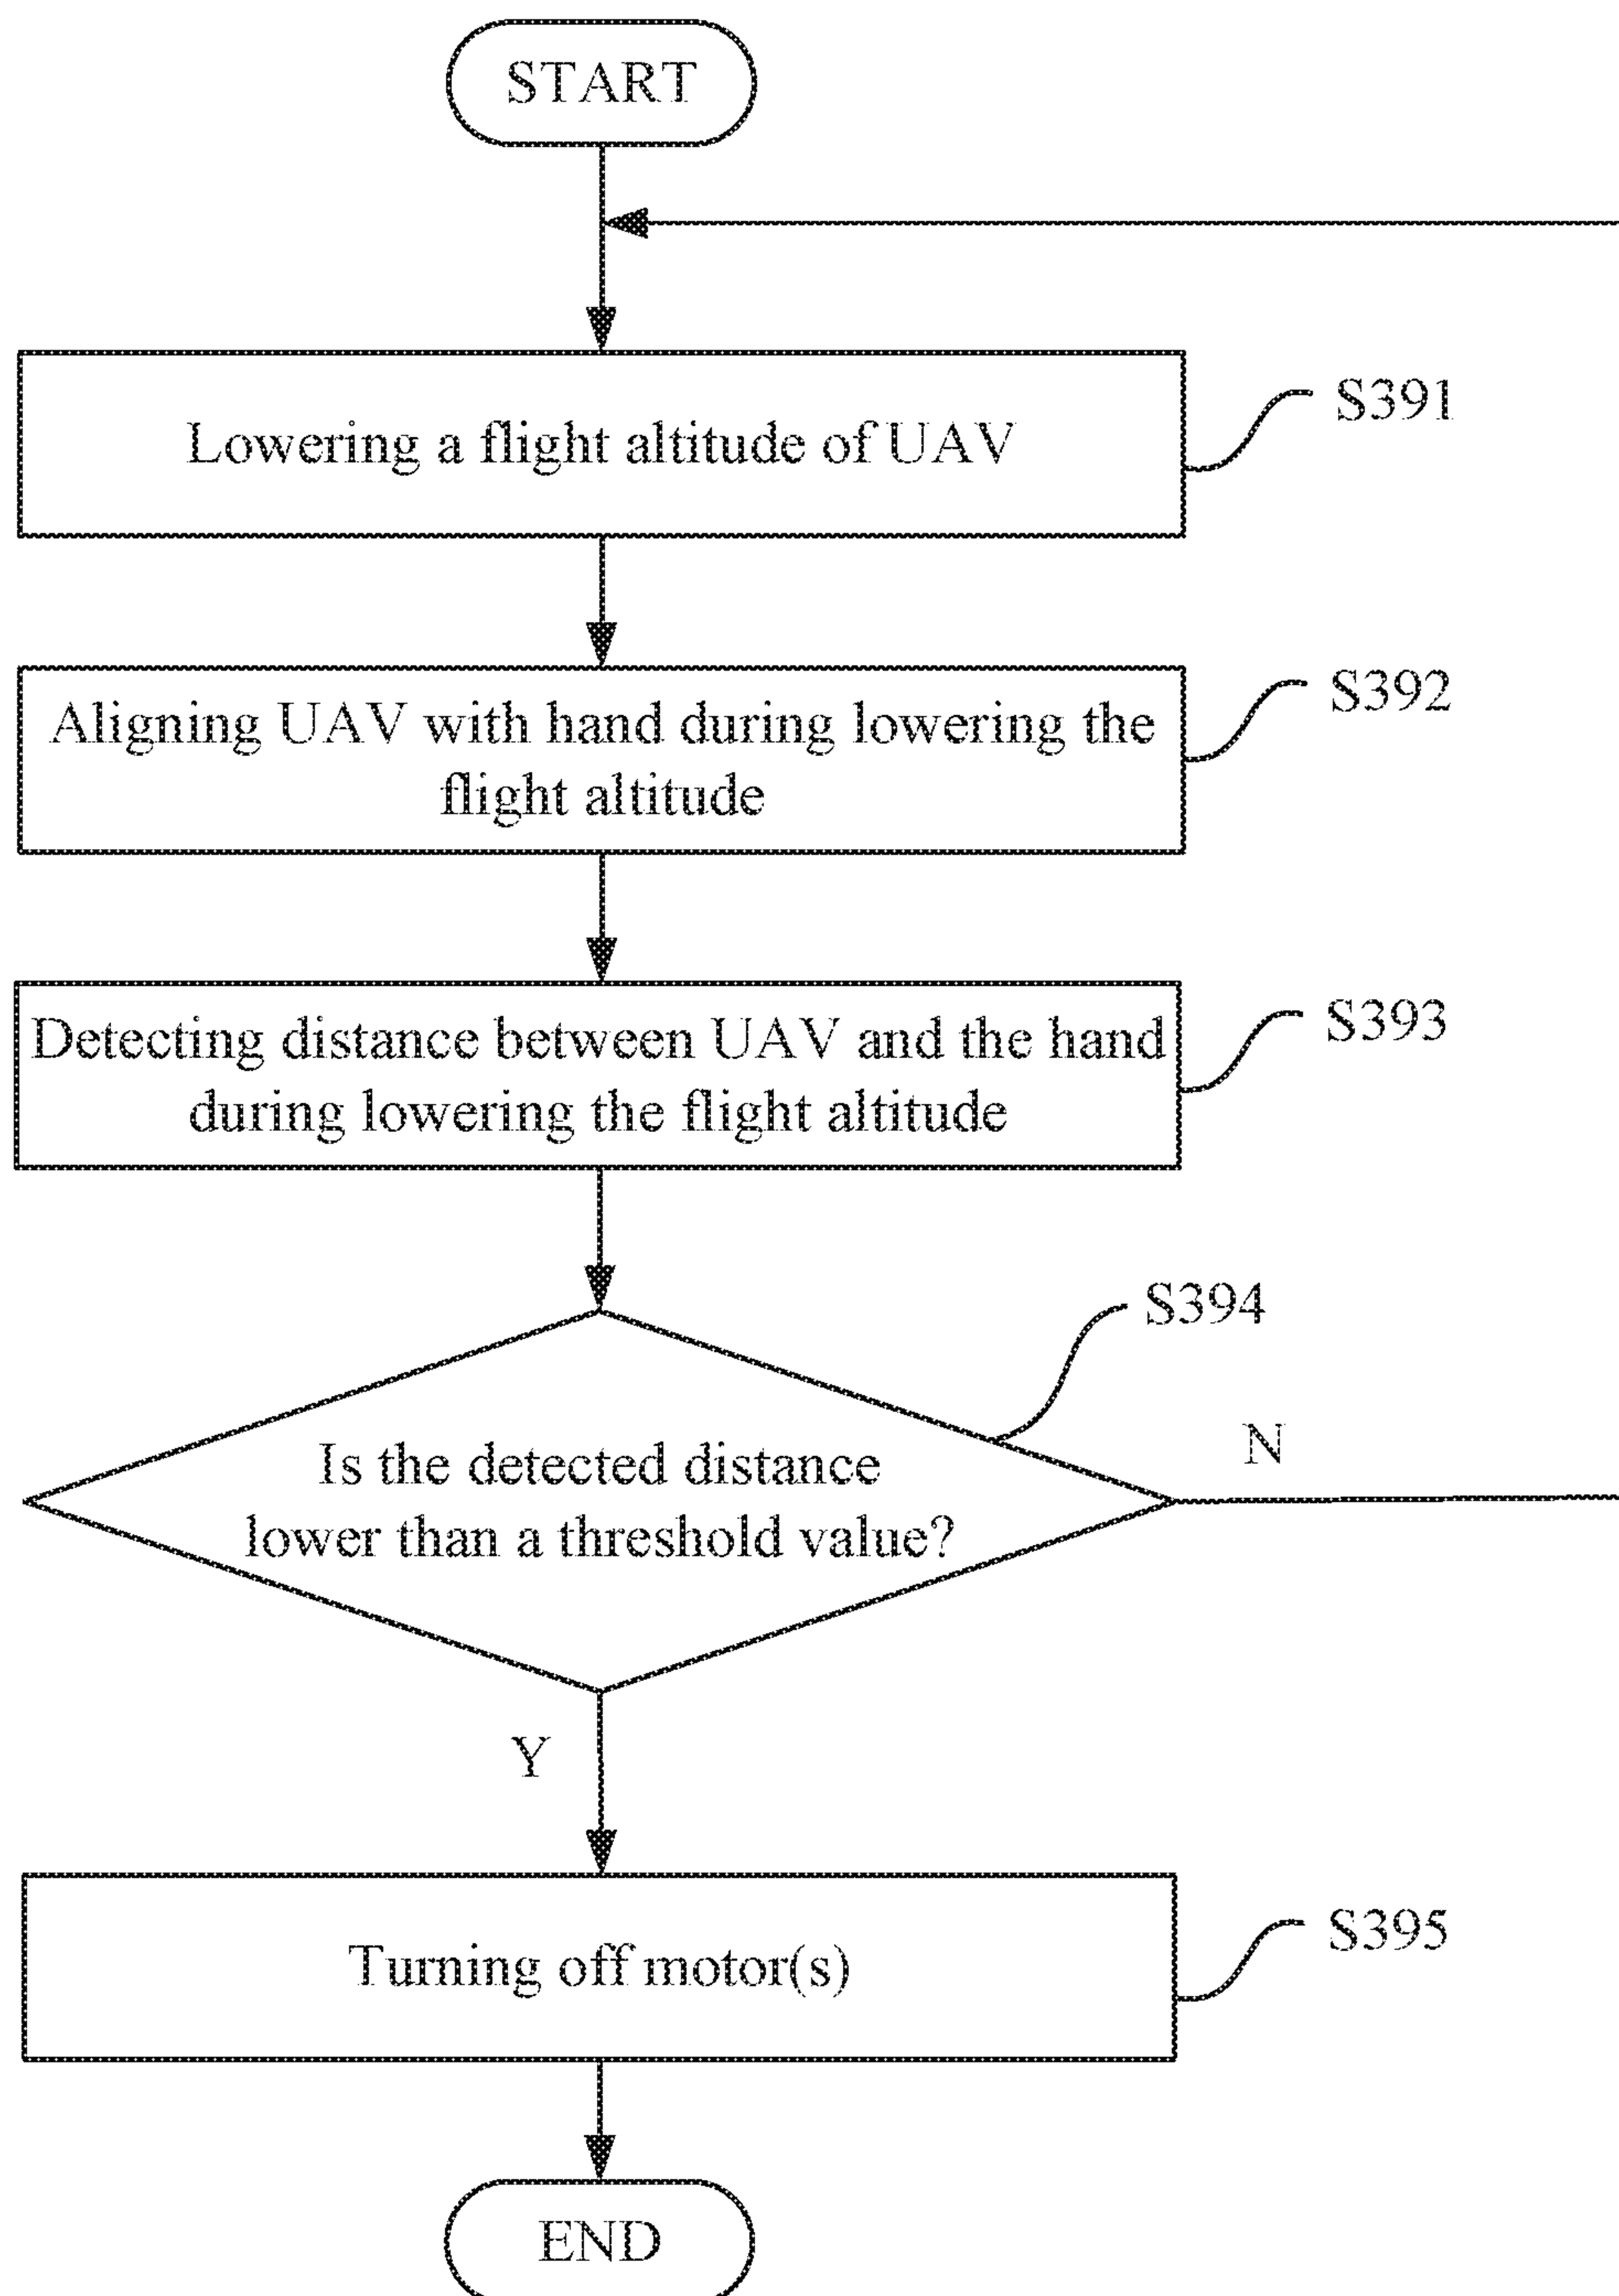 START
Lowering a flight altitude of UAV
S391
Aligning UAV with hand during lowering the
flight altitude
S392
Detecting distance between UAV and the hand
during lowering the flight altitude
S393
S394
Is the detected distance
lower than a threshold value?
N
Y
Turning off motor(s)
S395
END